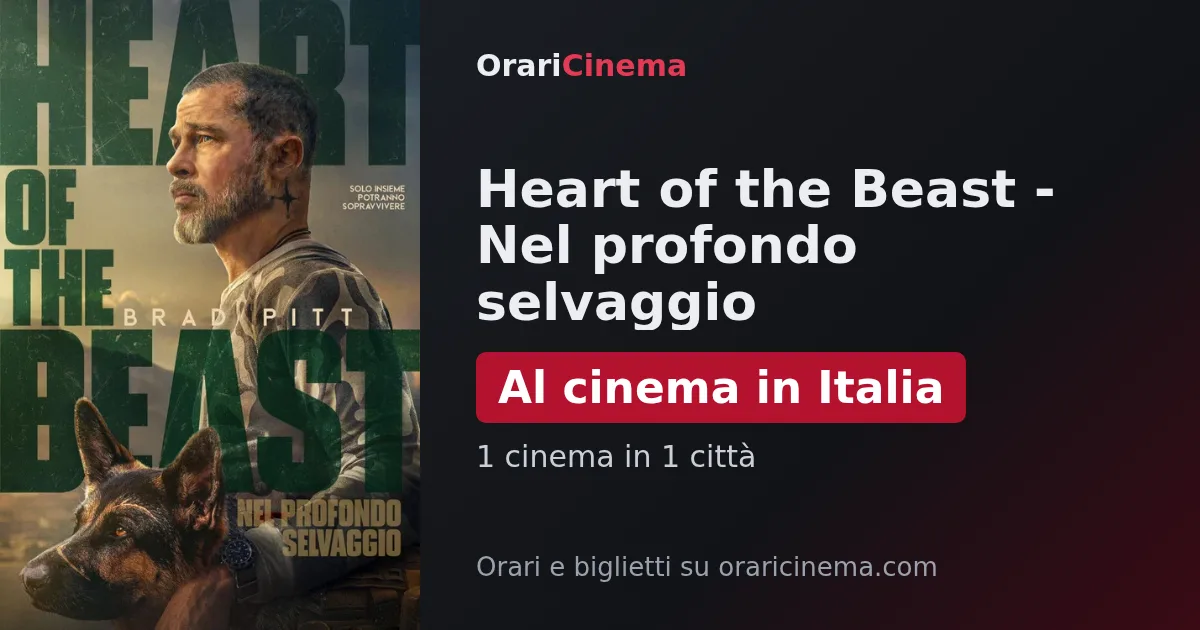 HEART
OF
THE
BEAST
SOLO INSIEME
POTRANNO
SOPRAVVIVERE
BRAD PITT
NEL PROFONDO
SELVAGGIO
OrariCinema
Heart of the Beast -
Nel profondo
selvaggio
Al cinema in Italia
1 cinema in 1 città
Orari e biglietti su oraricinema.com